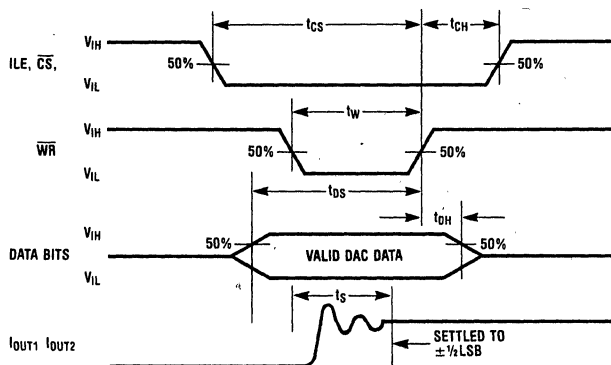 tCS
tCH
VIH
ILE, CS,
50%
50%
VIL
tW
VIH
WR
50%
50%
VIL
tDS
tDH
VIH
50%
50%
DATA BITS
VALID DAC DATA
VIL
tS
IOUT1 IOUT2
SETTLED TO
±½LSB